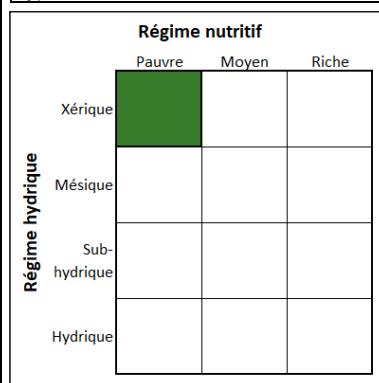 Régime nutritif
Pauvre Moyen Riche
Régime hydrique
Xérique
Mésique
Sub-
hydrique
Hydrique